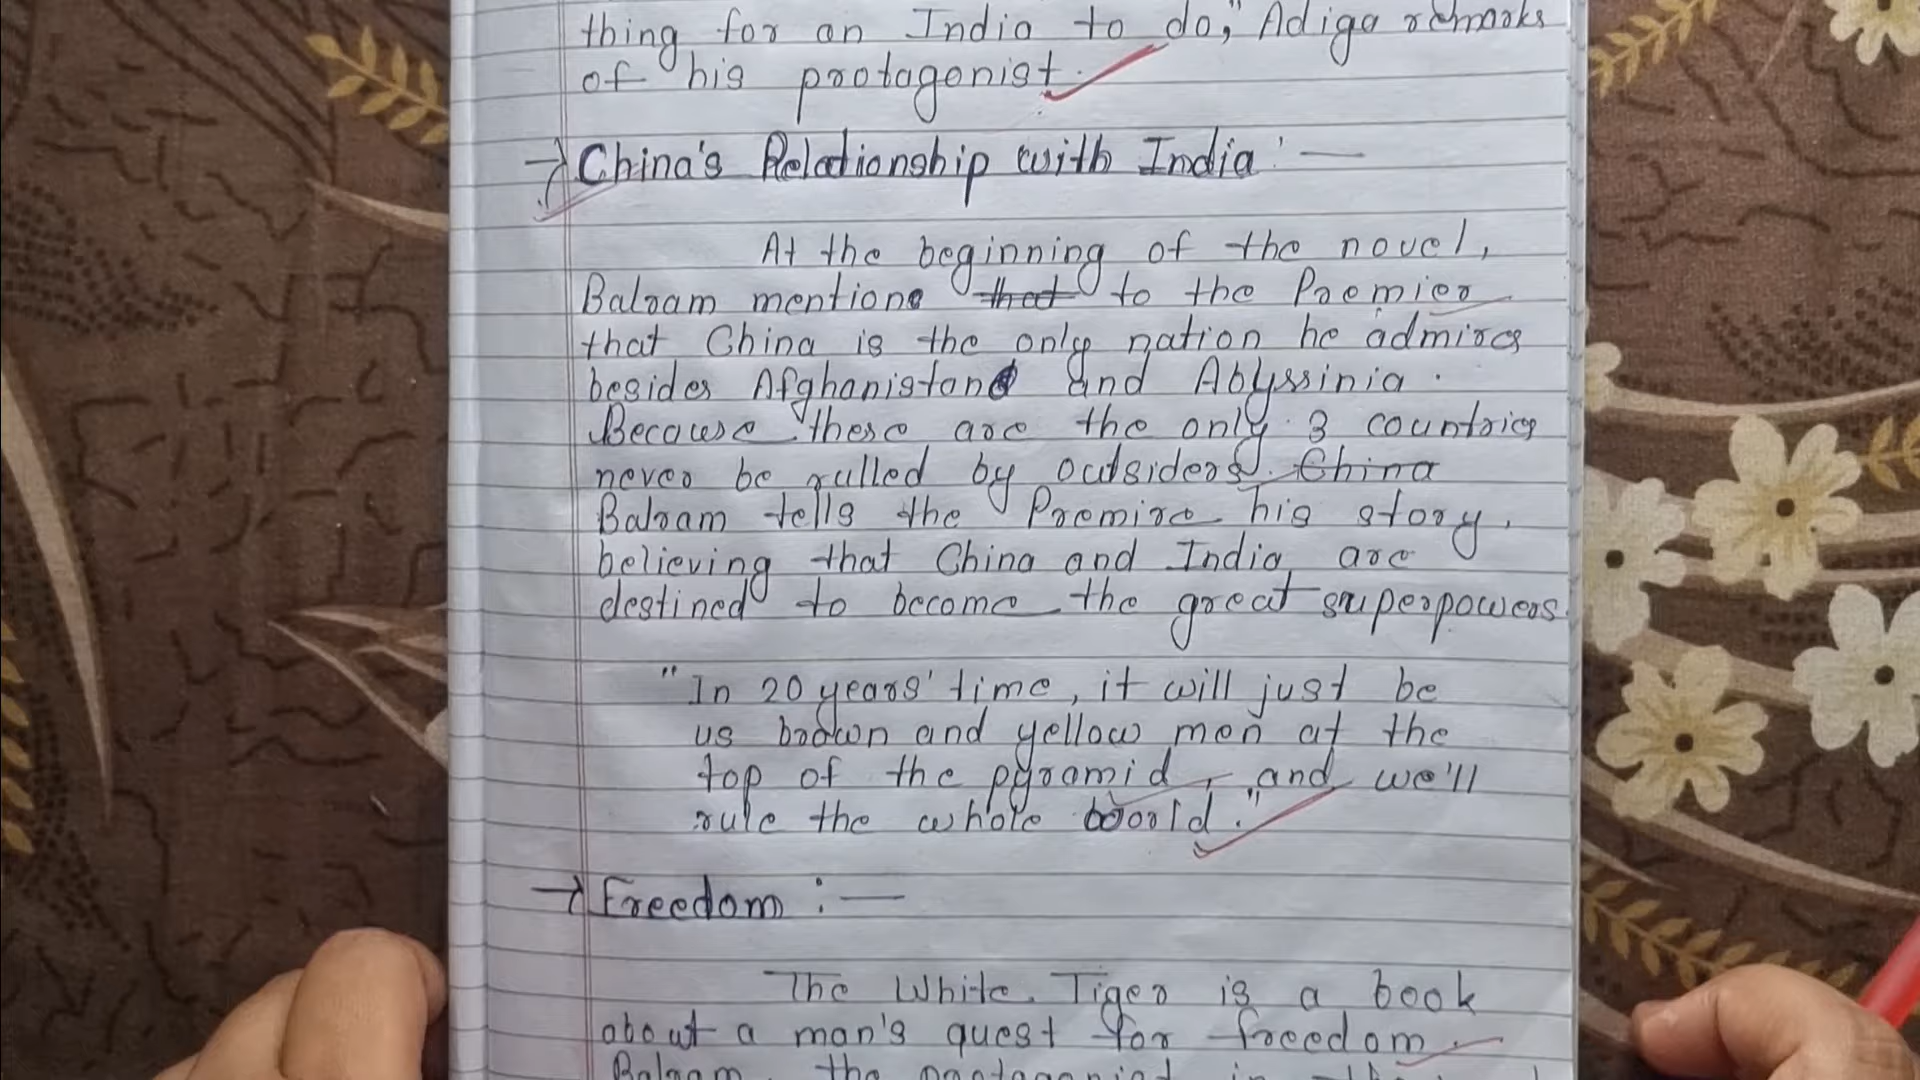 thing for an India to do," Adiga remarks
of his protagonist.
→ China's Relationship with India :—
At the beginning of the novel,
Balram mentions that to the Premier
that China is the only nation he admires
besides Afghanistan and Abyssinia.
Because these are the only 3 countries
never be rulled by outsiders. China
Balram tells the Premire his story,
believing that China and India are
destined to become the great superpowers.
"In 20 years' time, it will just be
us brown and yellow men at the
top of the pyramid, and we'll
rule the whole world."
→ Freedom :—
The White Tiger is a book
about a man's quest for freedom.
Balram, the protagonist in the